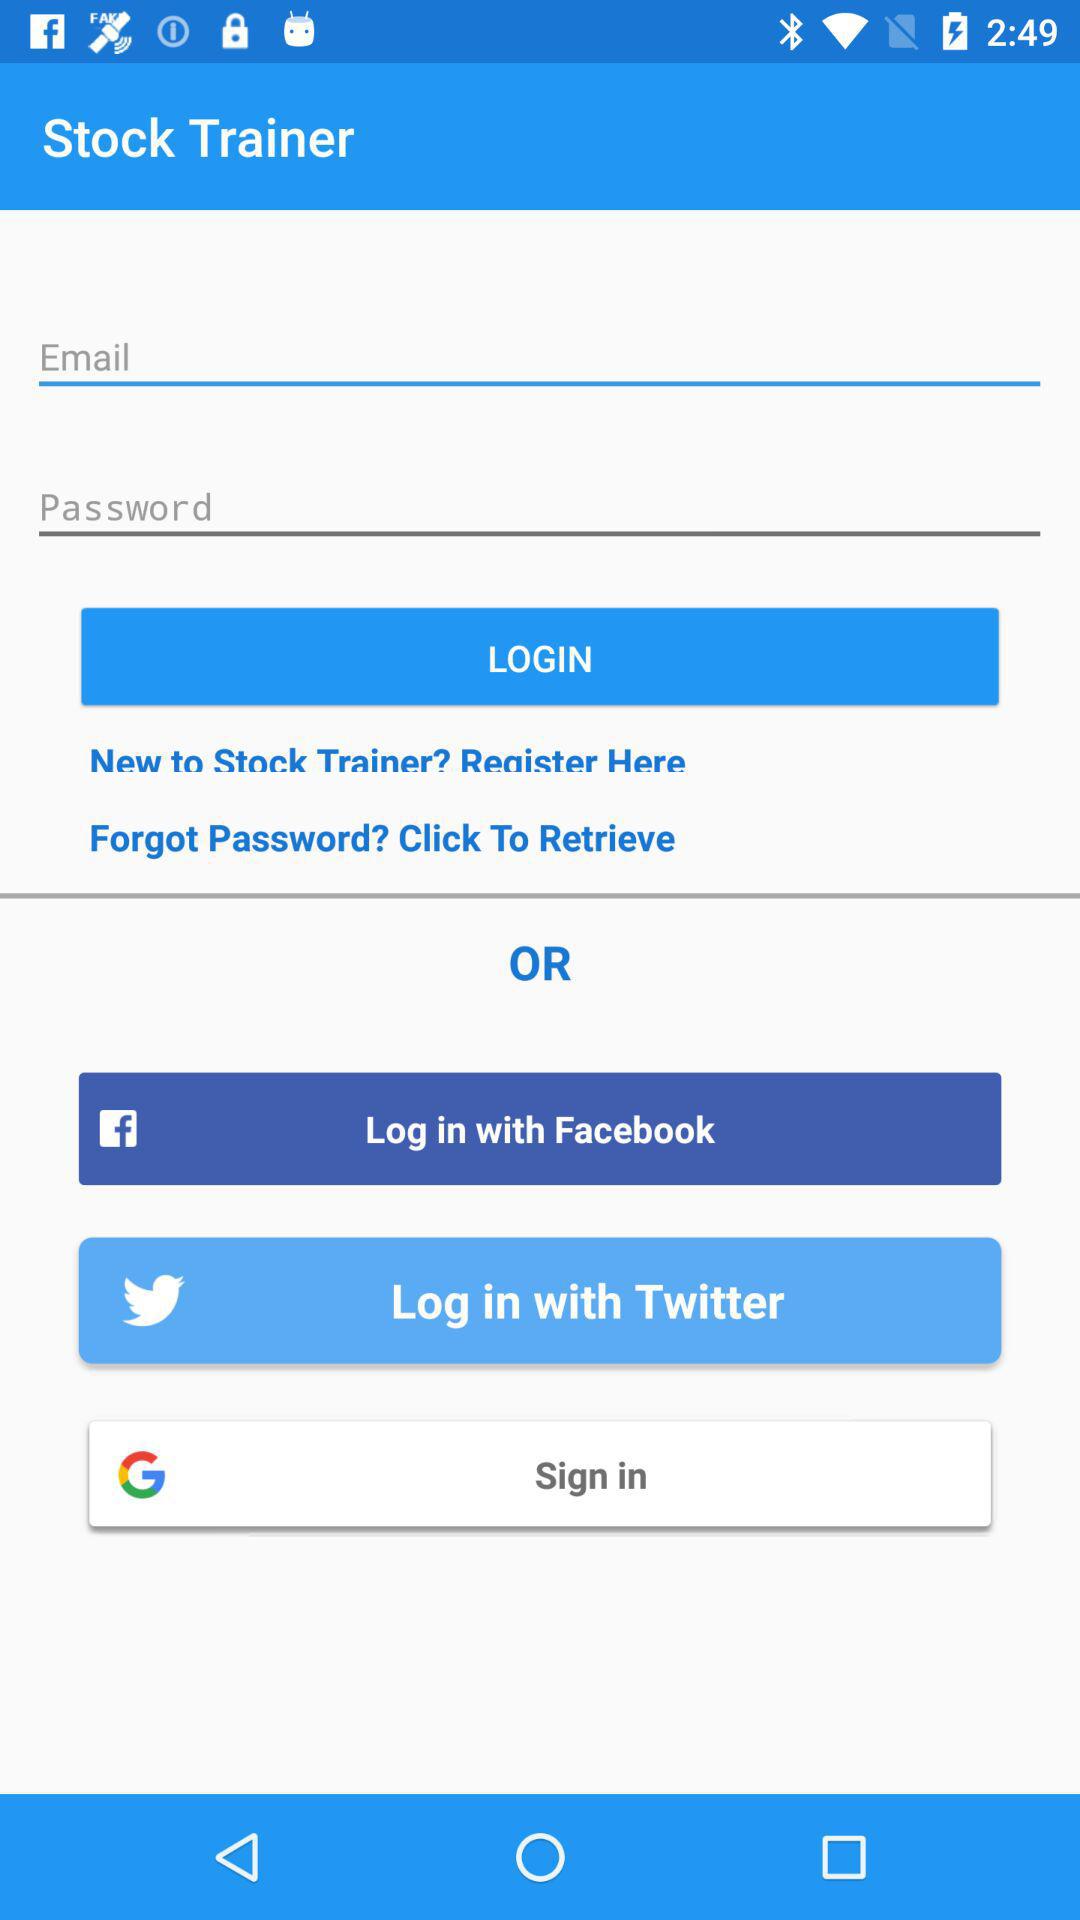 FAKE
2:49
Stock Trainer
Email
Password
LOGIN
New to Stock Trainer? Register Here
Forgot Password? Click To Retrieve
OR
Log in with Facebook
Log in with Twitter
Sign in